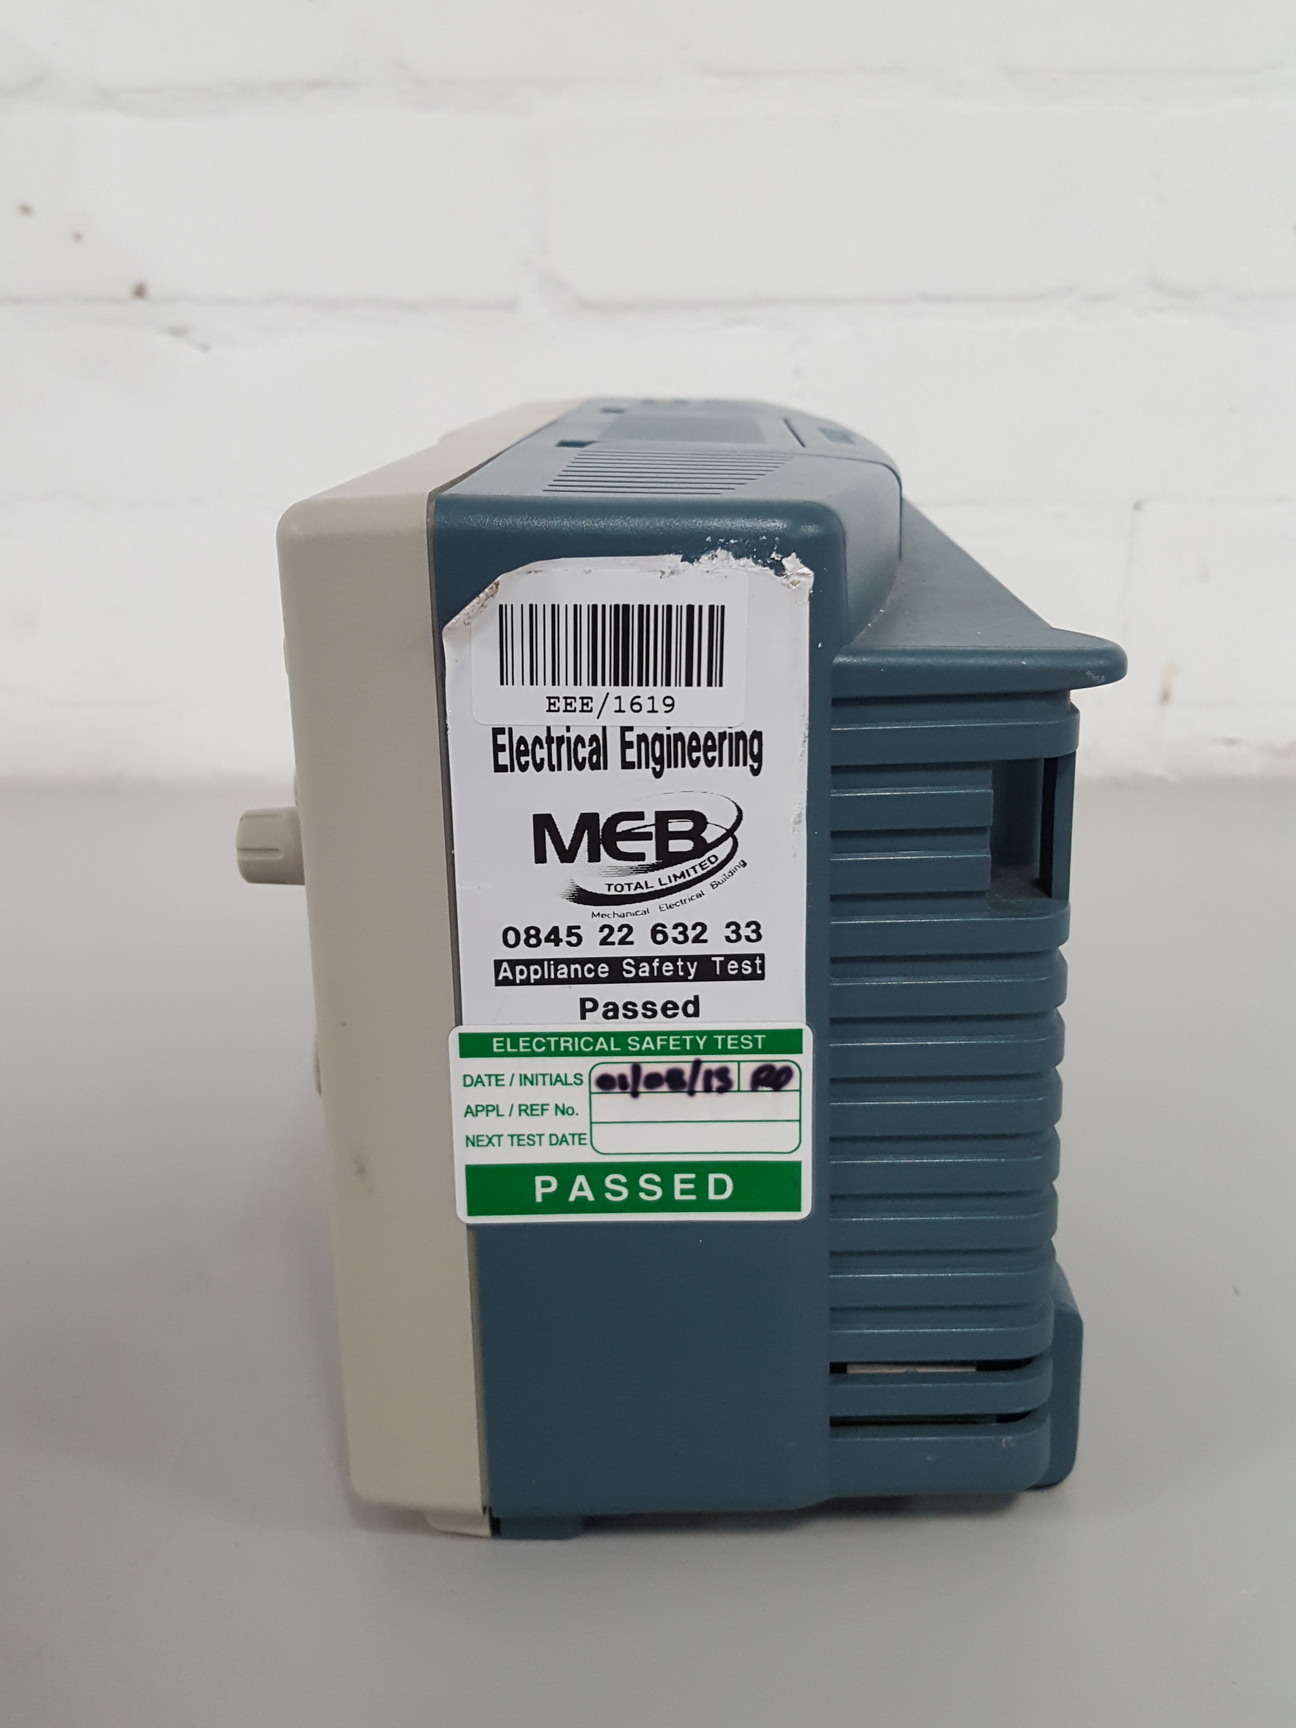 EEE/1619
Electrical Engineering
MEB
TOTAL LIMITED
Mechanical Electrical Building
0845 22 632 33
Appliance Safety Test
Passed
ELECTRICAL SAFETY TEST
DATE / INITIALS
APPL / REF No.
NEXT TEST DATE
PASSED